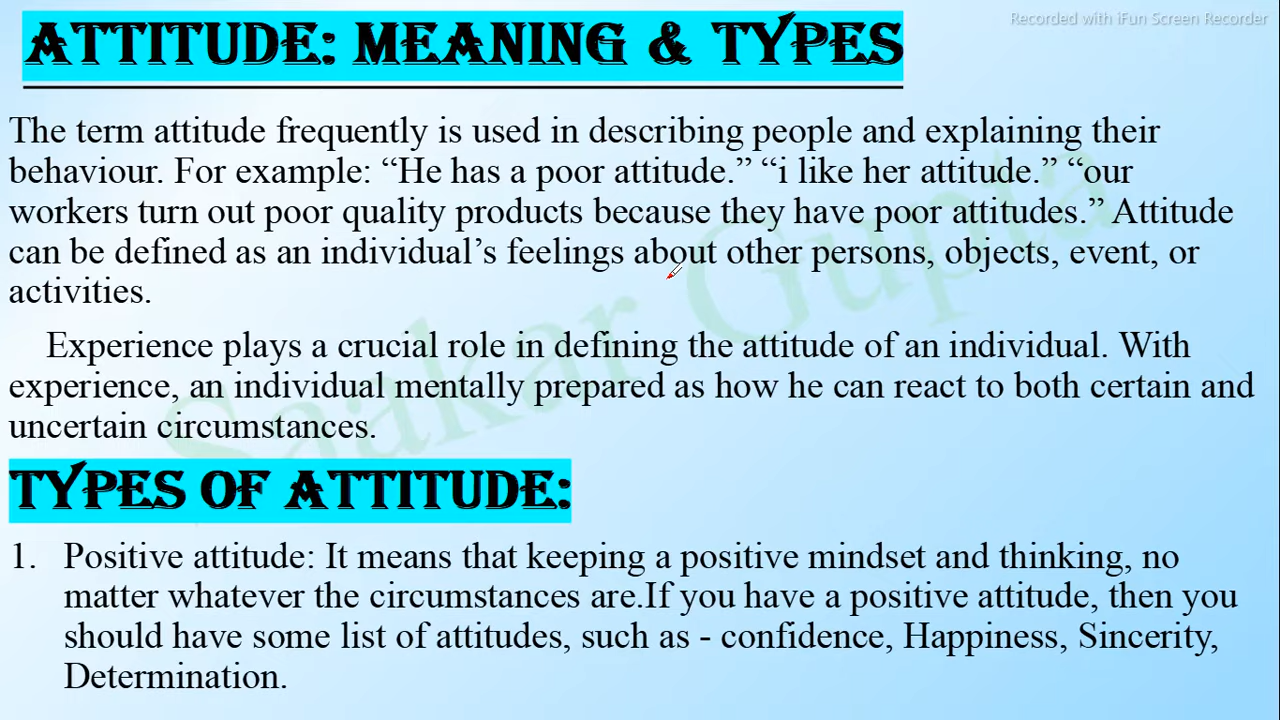 Recorded with iFun Screen Recorder
ATTITUDE: MEANING & TYPES
The term attitude frequently is used in describing people and explaining their
behaviour. For example: “He has a poor attitude.” “i like her attitude.” “our
workers turn out poor quality products because they have poor attitudes.” Attitude
can be defined as an individual’s feelings about other persons, objects, event, or
activities.
Experience plays a crucial role in defining the attitude of an individual. With
experience, an individual mentally prepared as how he can react to both certain and
uncertain circumstances.
Saakar Gupta
TYPES OF ATTITUDE:
1. Positive attitude: It means that keeping a positive mindset and thinking, no
matter whatever the circumstances are.If you have a positive attitude, then you
should have some list of attitudes, such as - confidence, Happiness, Sincerity,
Determination.